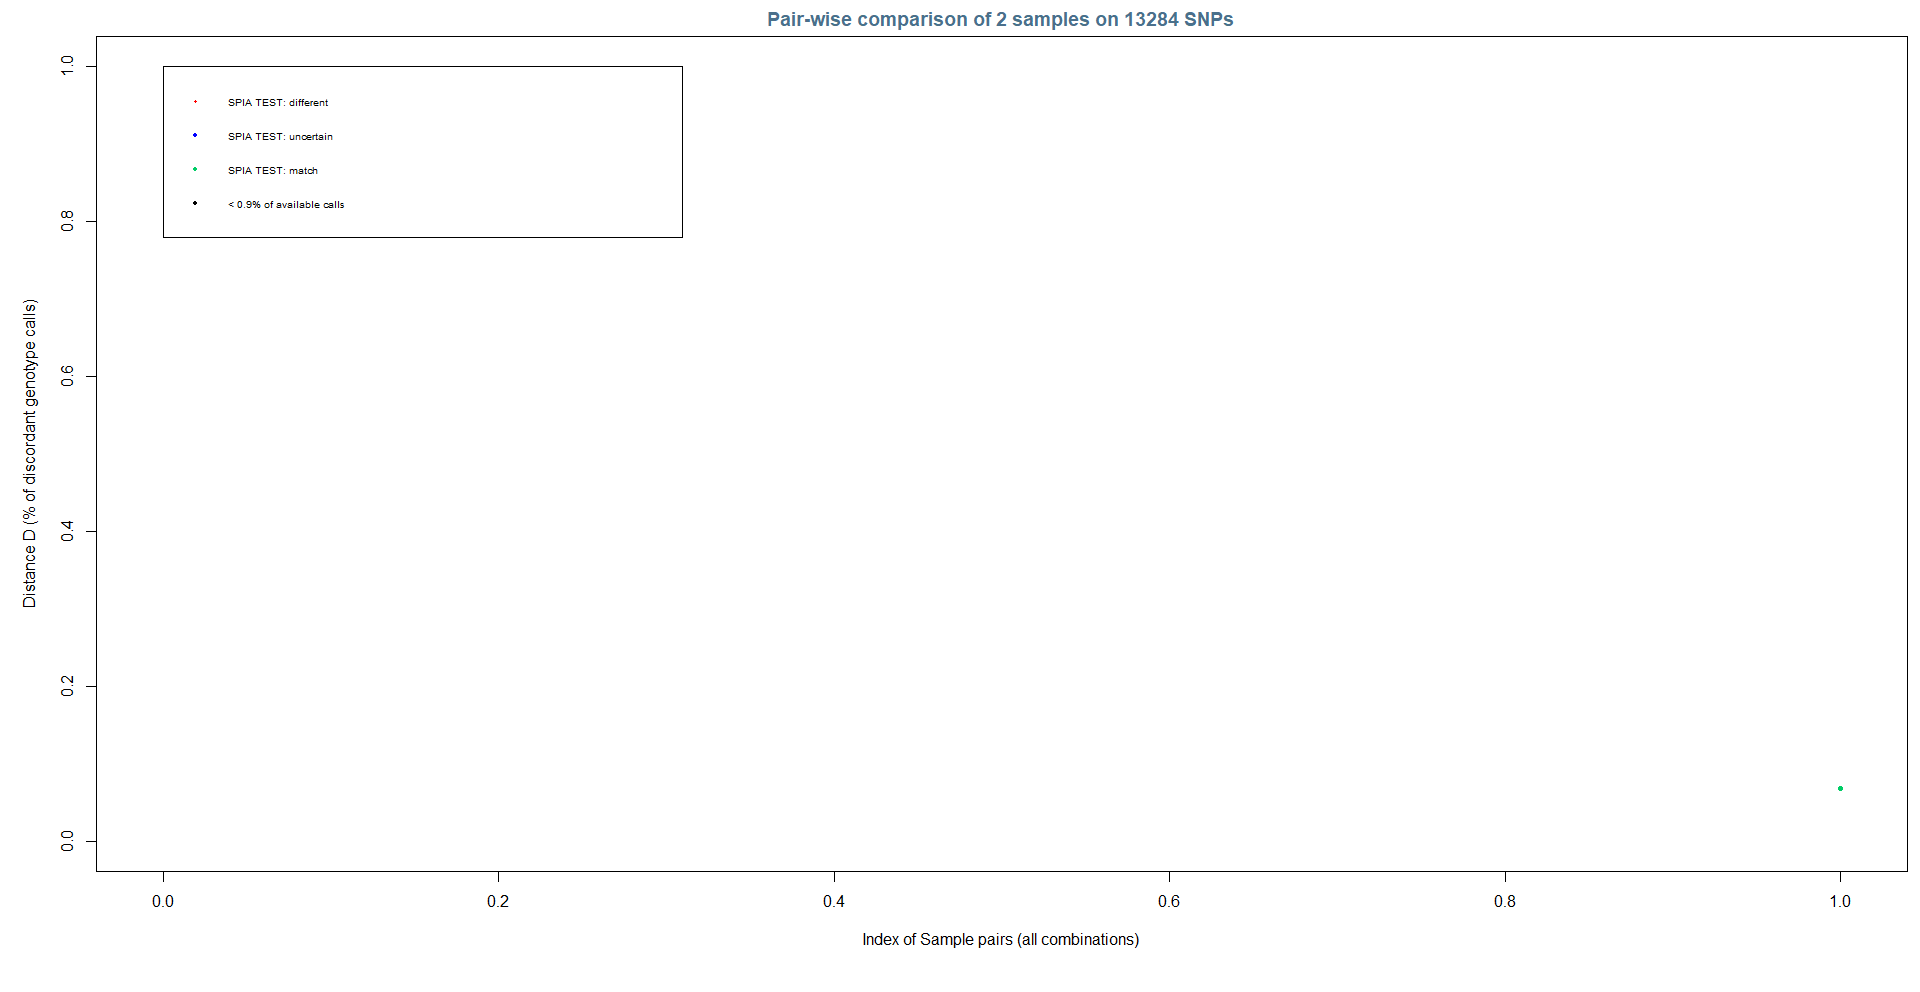 Pair-wise comparison of 2 samples on 13284 SNPs
1.0
SPIA TEST: different
SPIA TEST: uncertain
SPIA TEST: match
< 0.9% of available calls
0.8
0.6
0.4
0.2
0.0
Distance D (% of discordant genotype calls)
0.0 0.2 0.4 0.6 0.8 1.0
Index of Sample pairs (all combinations)